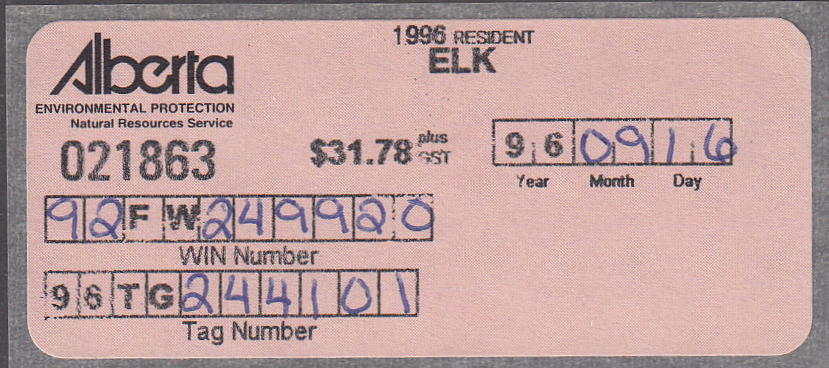 1996 RESIDENT
ELK
Alberta
ENVIRONMENTAL PROTECTION
Natural Resources Service
021863
$31.78 plus GST
96 09 16
Year Month Day
92FW249920
WIN Number
96TG244101
Tag Number